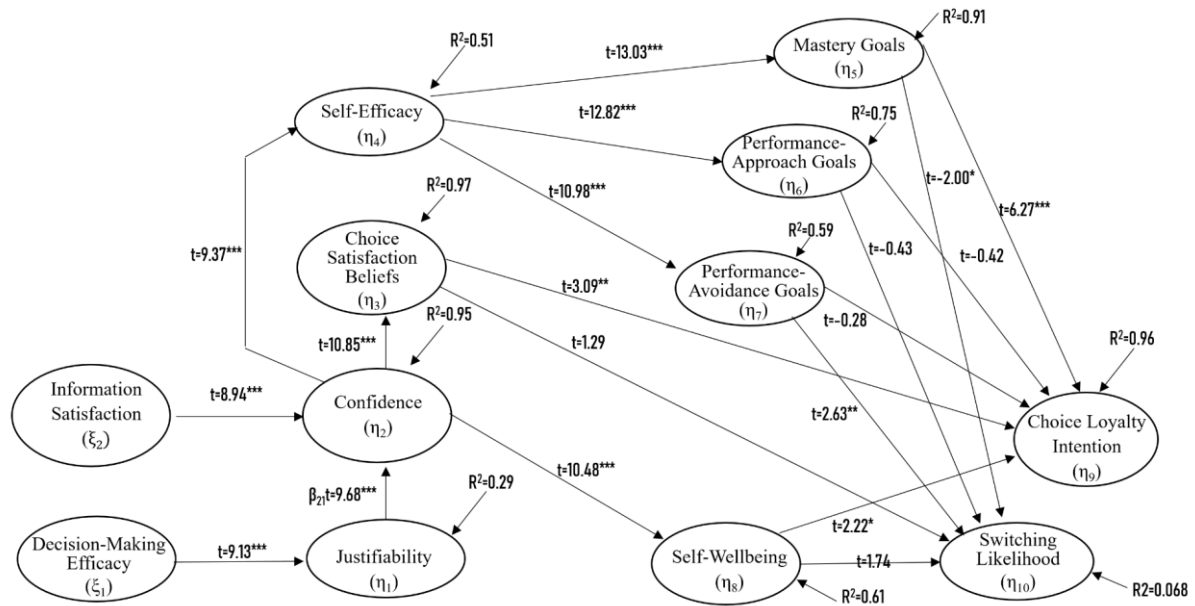 R²=0.91
R²=0.51
t=13.03***
Mastery Goals
(η₅)
Self-Efficacy
(η₄)
t=12.82***
R²=0.75
Performance-
Approach Goals
(η₆)
t=-2.00*
t=6.27***
R²=0.97
t=10.98***
R²=0.59
t=9.37***
Choice
Satisfaction
Beliefs
(η₃)
t=-0.43
t=-0.42
Performance-
Avoidance Goals
(η₇)
t=3.09**
t=-0.28
R²=0.95
t=10.85***
t=1.29
R²=0.96
Information
Satisfaction
(ξ₂)
t=8.94***
Confidence
(η₂)
t=2.63**
Choice Loyalty
Intention
(η₉)
t=10.48***
β₂₁t=9.68***
R²=0.29
t=2.22*
Decision-Making
Efficacy
(ξ₁)
t=9.13***
Justifiability
(η₁)
Self-Wellbeing
(η₈)
t=1.74
Switching
Likelihood
(η₁₀)
R²=0.61
R2=0.068